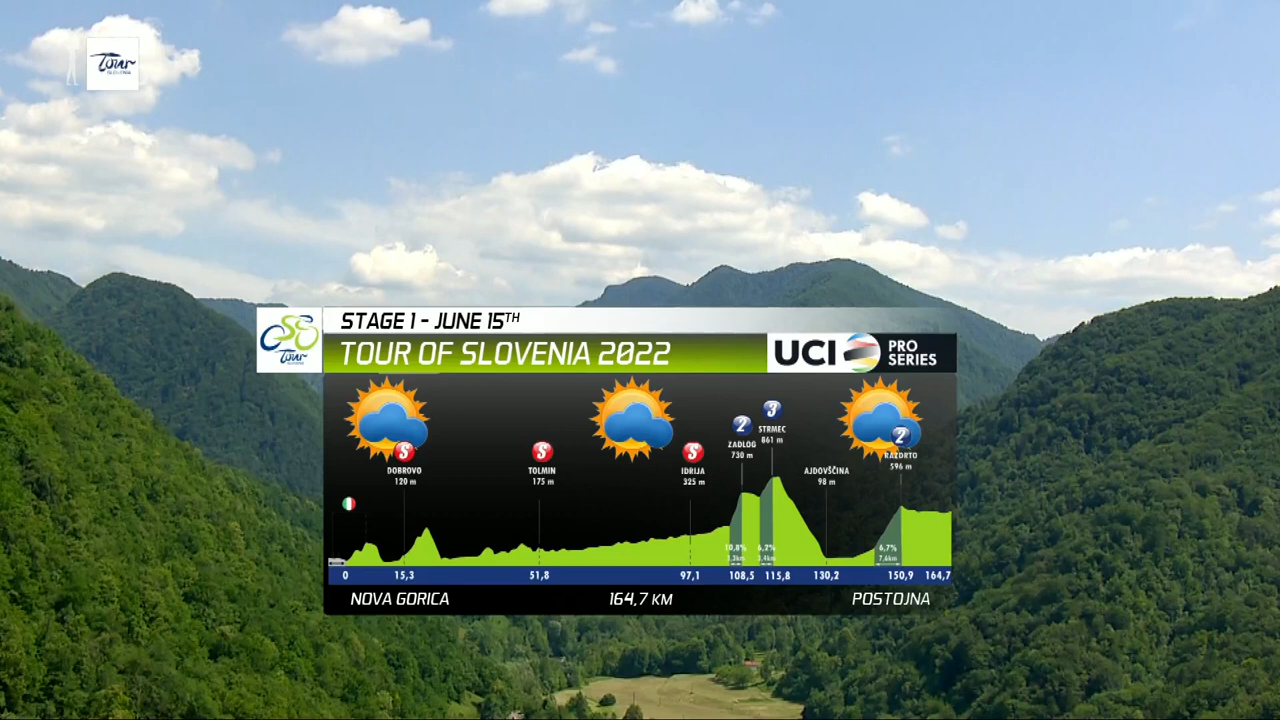 Tour
SLOVENIA
STAGE 1 - JUNE 15TH
TOUR OF SLOVENIA 2022
Tour
UCI PRO SERIES
S
DOBROVO
120 m
S
TOLMIN
175 m
S
IDRIJA
325 m
2
ZADLOG
730 m
3
STRMEC
861 m
AJDOVŠČINA
98 m
2
RAZDRTO
596 m
10,8%
6,2%
6,7%
7,6km
0 15,3 51,8 97,1 108,5 115,8 130,2 150,9 164,7
NOVA GORICA 164,7 KM POSTOJNA